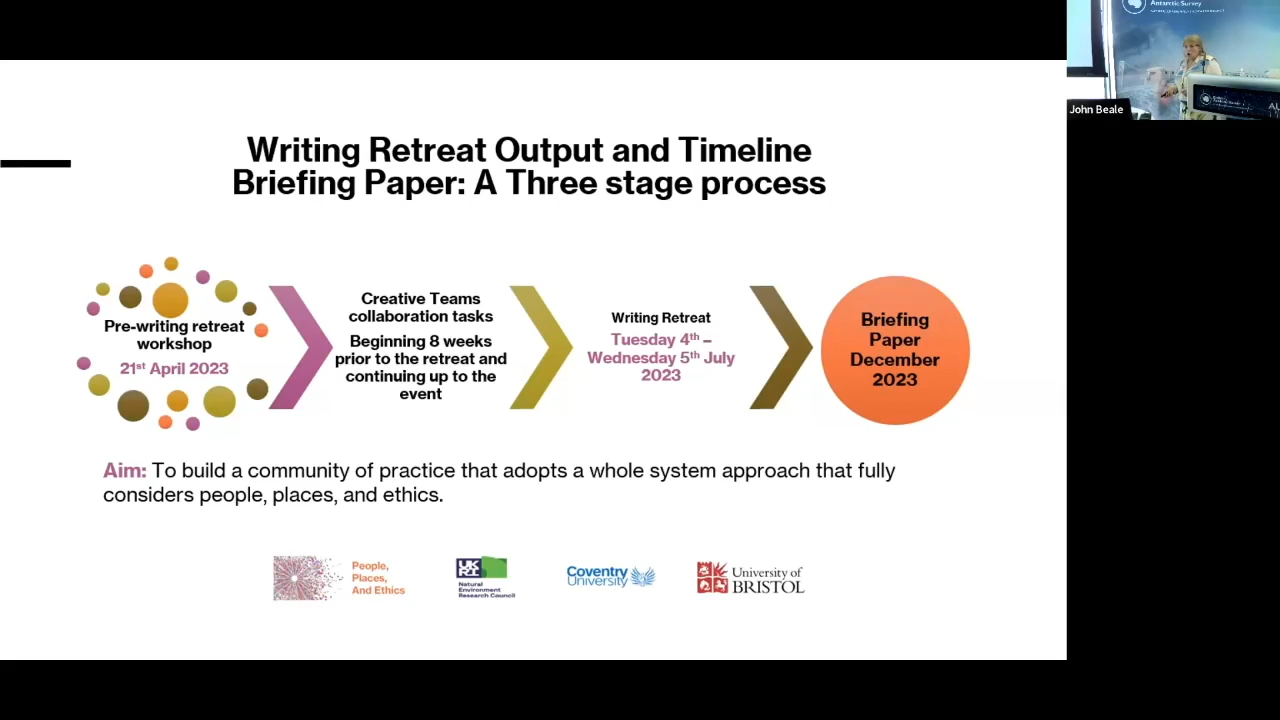 Antarctic Survey
John Beale
Writing Retreat Output and Timeline
Briefing Paper: A Three stage process
Pre-writing retreat
workshop
21st April 2023
Creative Teams
collaboration tasks
Beginning 8 weeks
prior to the retreat and
continuing up to the
event
Writing Retreat
Tuesday 4th –
Wednesday 5th July
2023
Briefing
Paper
December
2023
Aim: To build a community of practice that adopts a whole system approach that fully
considers people, places, and ethics.
People,
Places,
And Ethics
UKRI
Natural
Environment
Research Council
Coventry
University
University of
BRISTOL